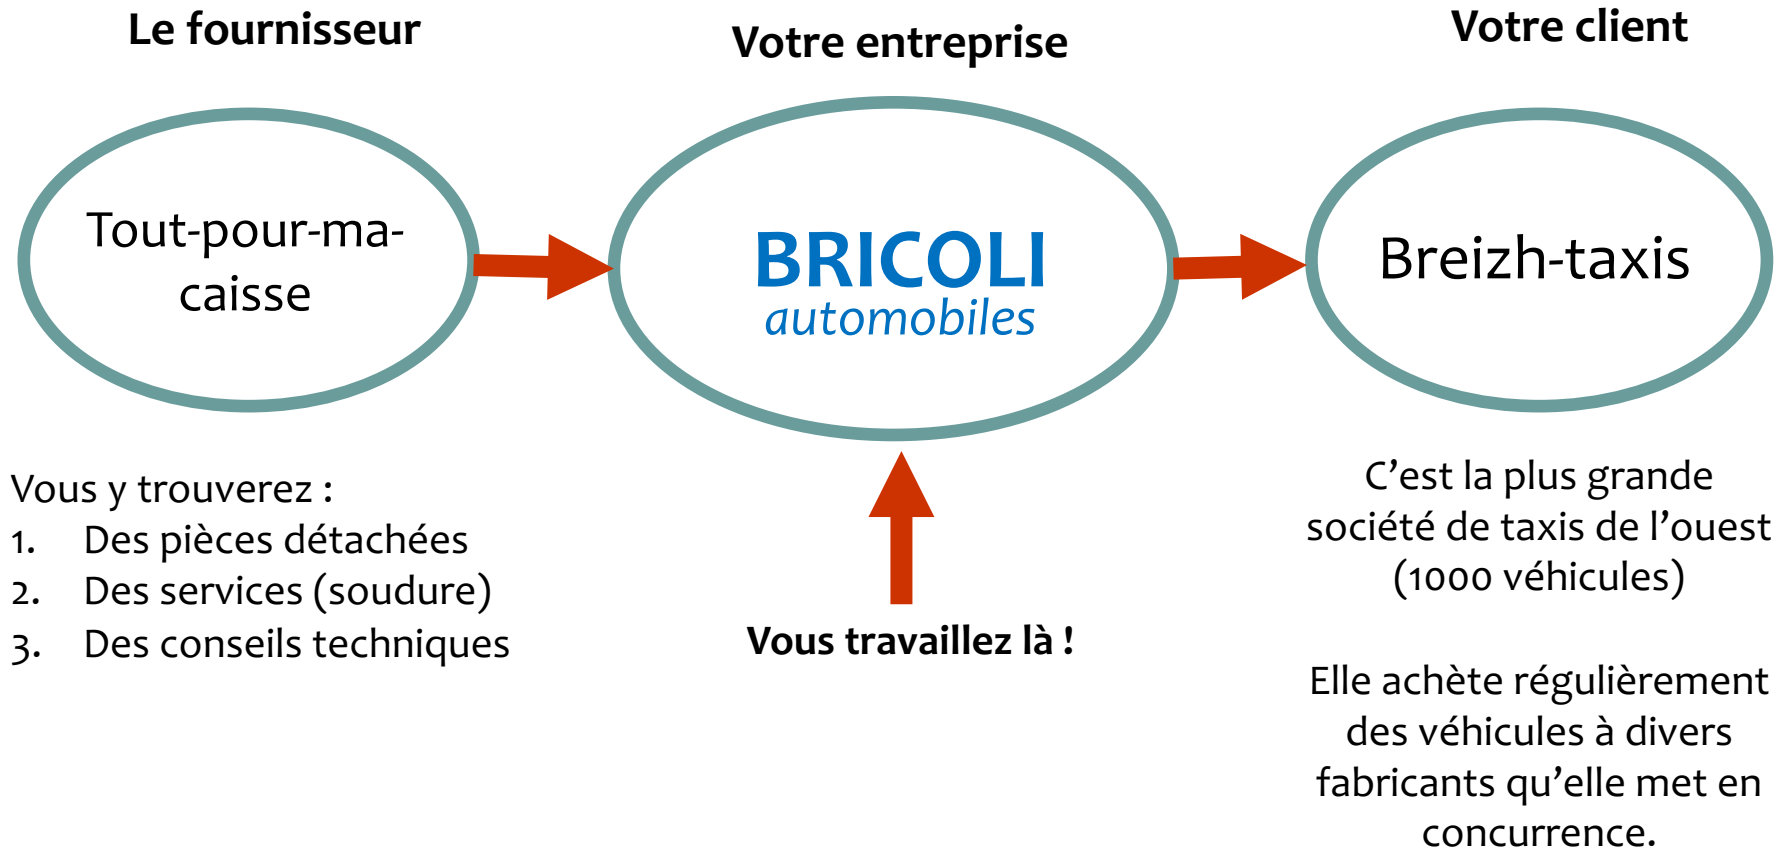 Le fournisseur
Votre entreprise
Votre client
Tout-pour-ma-
caisse
BRICOLI
automobiles
Breizh-taxis
Vous y trouverez :
1. Des pièces détachées
2. Des services (soudure)
3. Des conseils techniques
Vous travaillez là !
C’est la plus grande
société de taxis de l’ouest
(1000 véhicules)
Elle achète régulièrement
des véhicules à divers
fabricants qu’elle met en
concurrence.